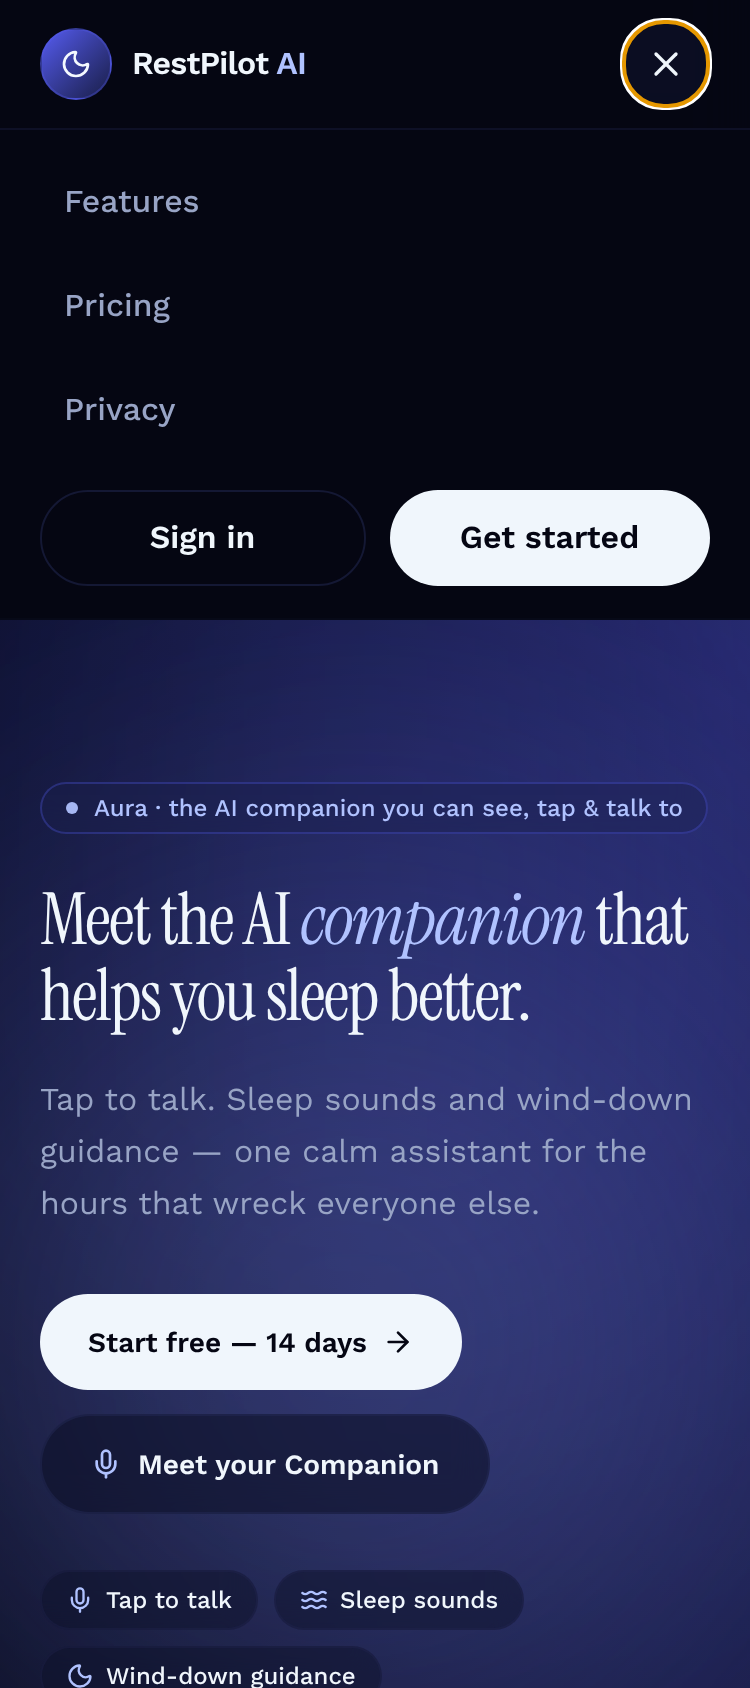 RestPilot AI
Features
Pricing
Privacy
Sign in
Get started
Aura · the AI companion you can see, tap & talk to
Meet the AI companion that
helps you sleep better.
Tap to talk. Sleep sounds and wind-down
guidance — one calm assistant for the
hours that wreck everyone else.
Start free — 14 days
Meet your Companion
Tap to talk
Sleep sounds
Wind-down guidance